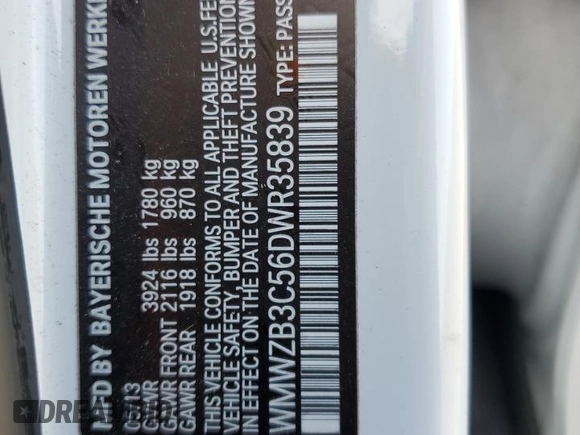 BY BAYERISCHE MOTOREN
GVWR 3924 lbs 1780 kg
GAWR FRONT 2116 lbs 960 kg
GAWR REAR 1918 lbs 870 kg
THIS VEHICLE CONFORMS TO ALL APPLICABLE U.S.
VEHICLE SAFETY, BUMPER AND THEFT PREVENTION
IN EFFECT ON THE DATE OF MANUFACTURE SHOWN
WMWZB3C56DWR35839 TYPE: PASS